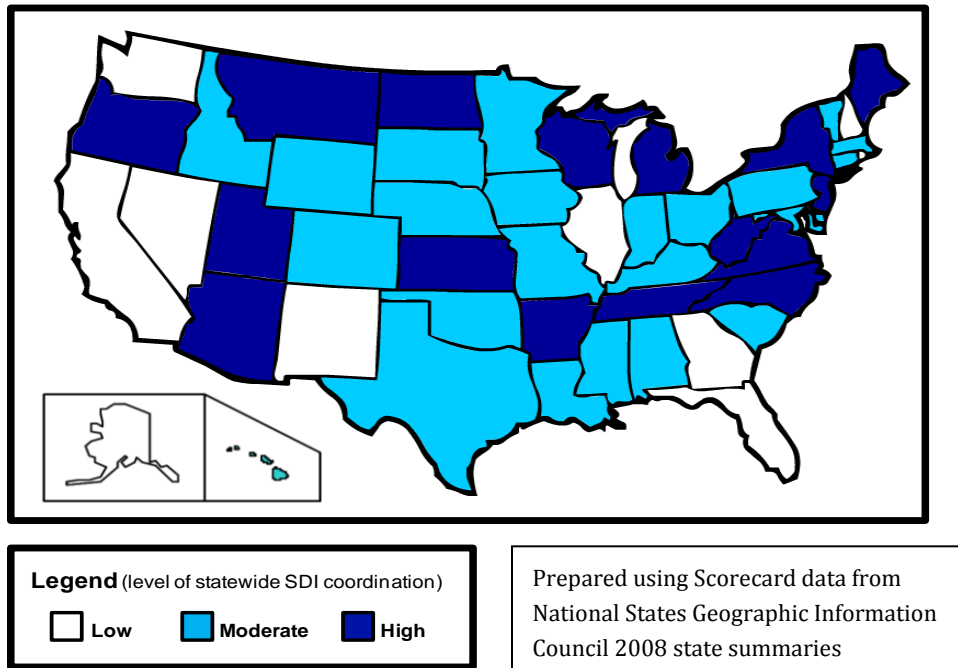 Legend (level of statewide SDI coordination)
Low Moderate High
Prepared using Scorecard data from
National States Geographic Information
Council 2008 state summaries